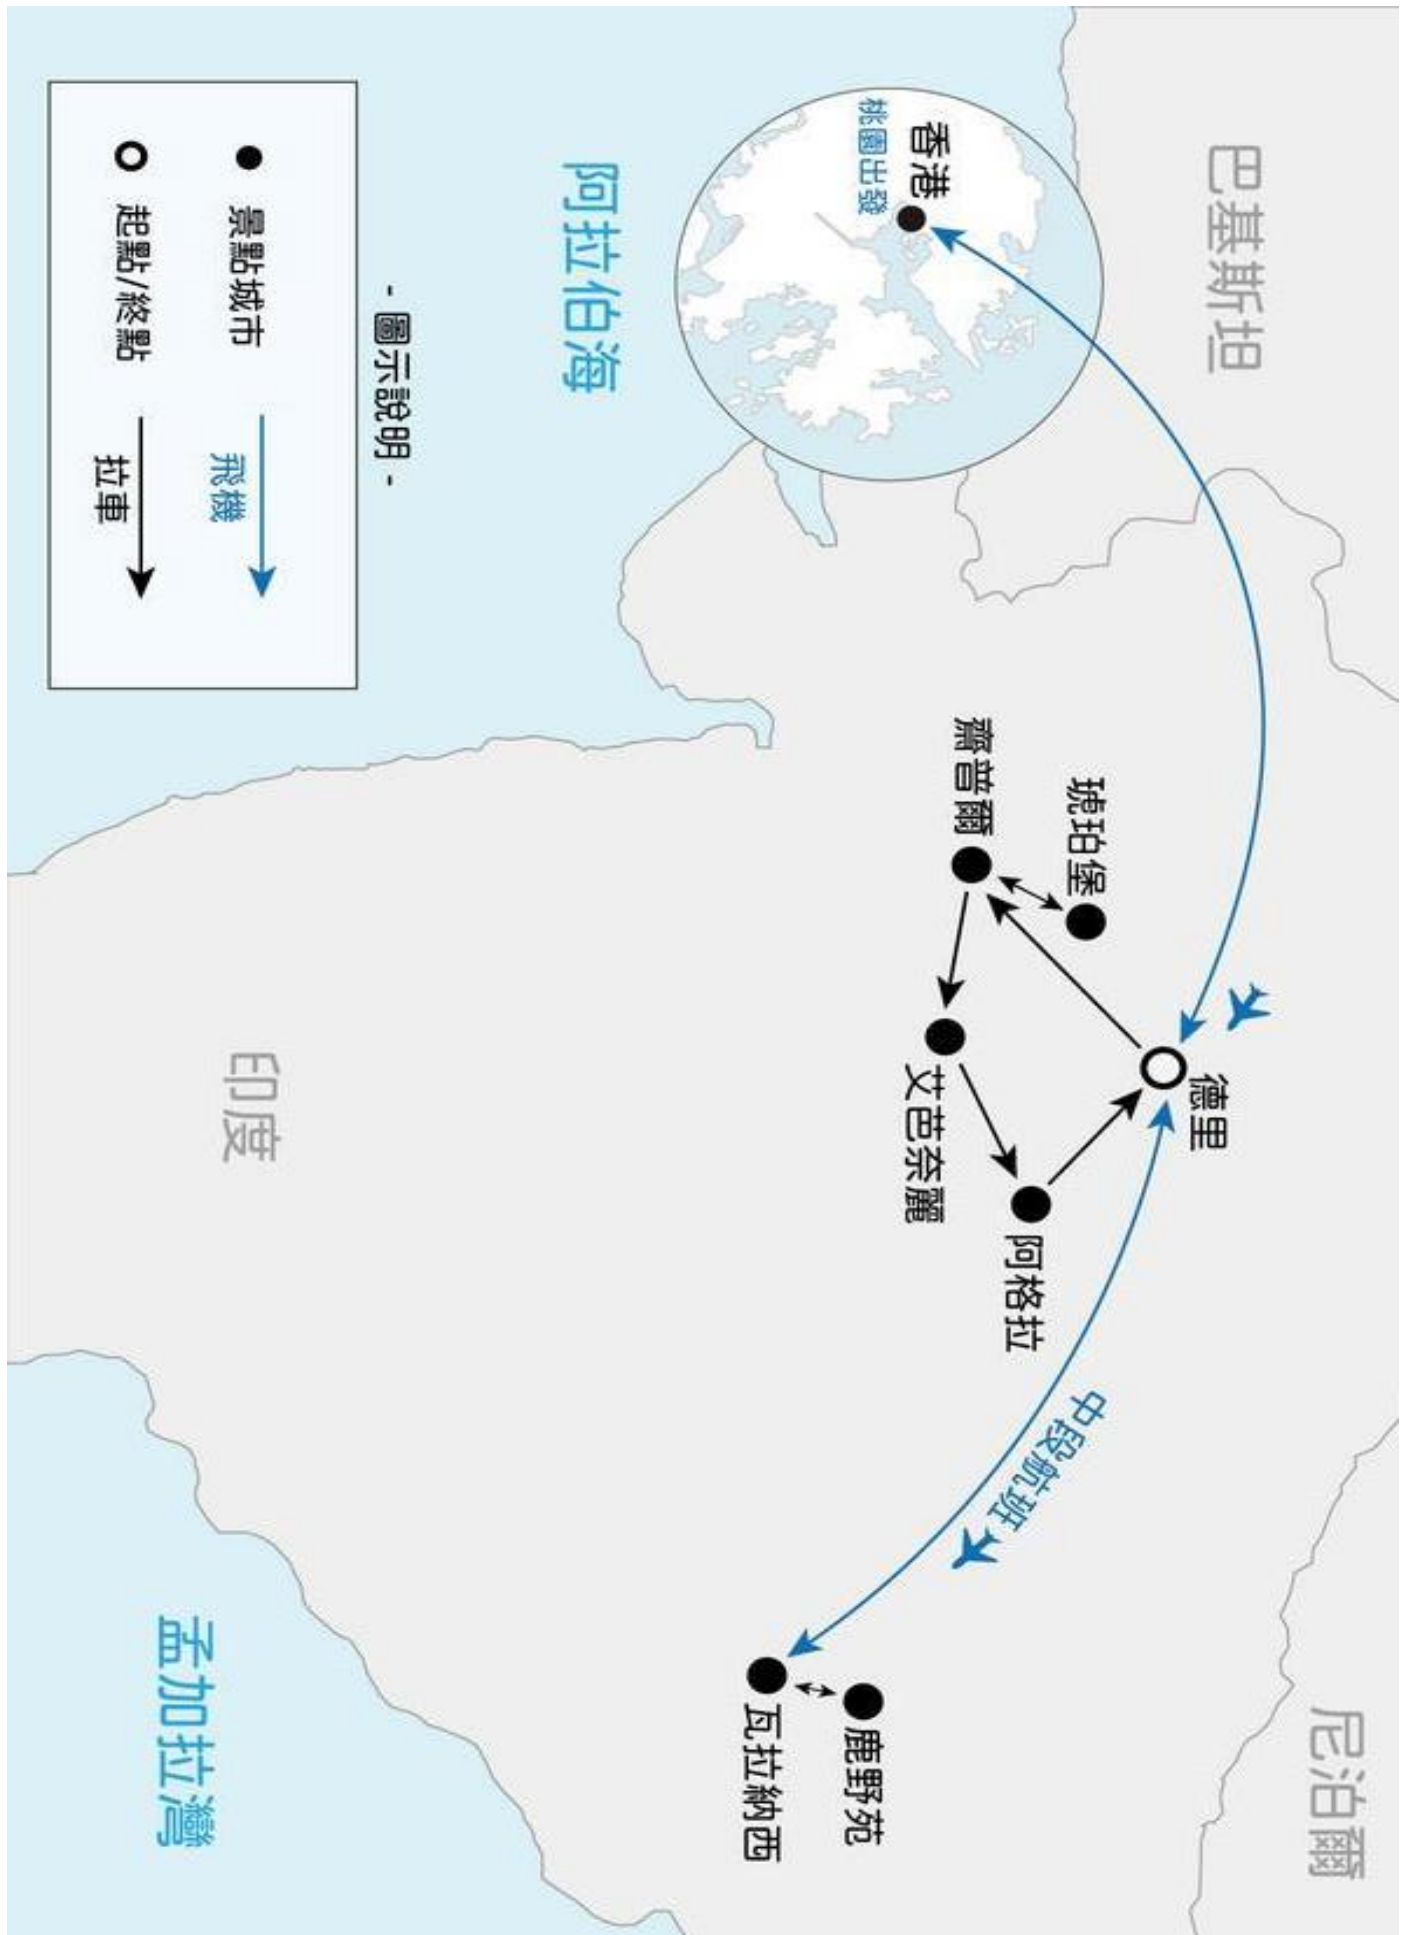 巴基斯坦
尼泊爾
香港
桃園出發
德里
琥珀堡
齋普爾
艾芭奈麗
阿格拉
中段航班
鹿野苑
瓦拉納西
阿拉伯海
印度
孟加拉灣
- 圖示說明 -
景點城市
飛機
起點/終點
拉車